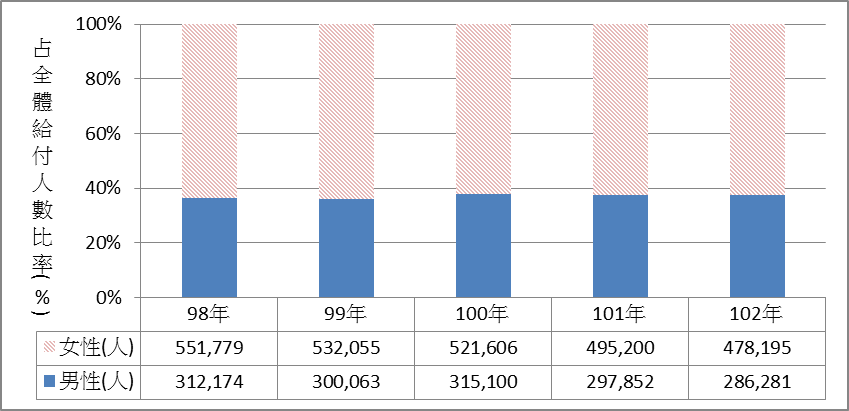 占全體給付人數比率(%)
100%
80%
60%
40%
20%
0%
98年 99年 100年 101年 102年
女性(人) 551,779 532,055 521,606 495,200 478,195
男性(人) 312,174 300,063 315,100 297,852 286,281